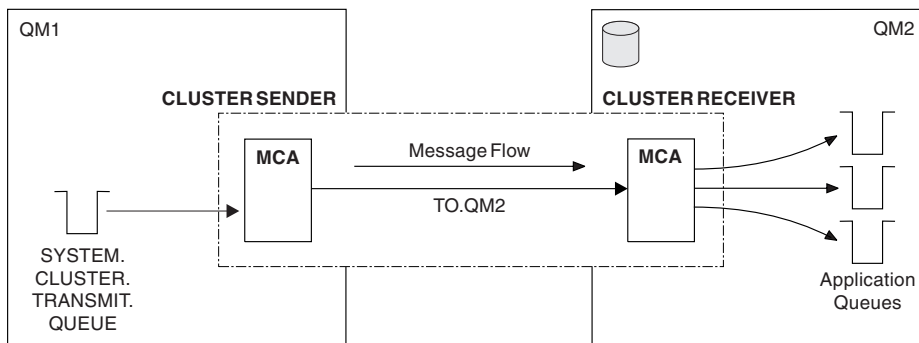 QM1
QM2
CLUSTER SENDER
CLUSTER RECEIVER
MCA
Message Flow
MCA
TO.QM2
SYSTEM.
CLUSTER.
TRANSMIT.
QUEUE
Application
Queues